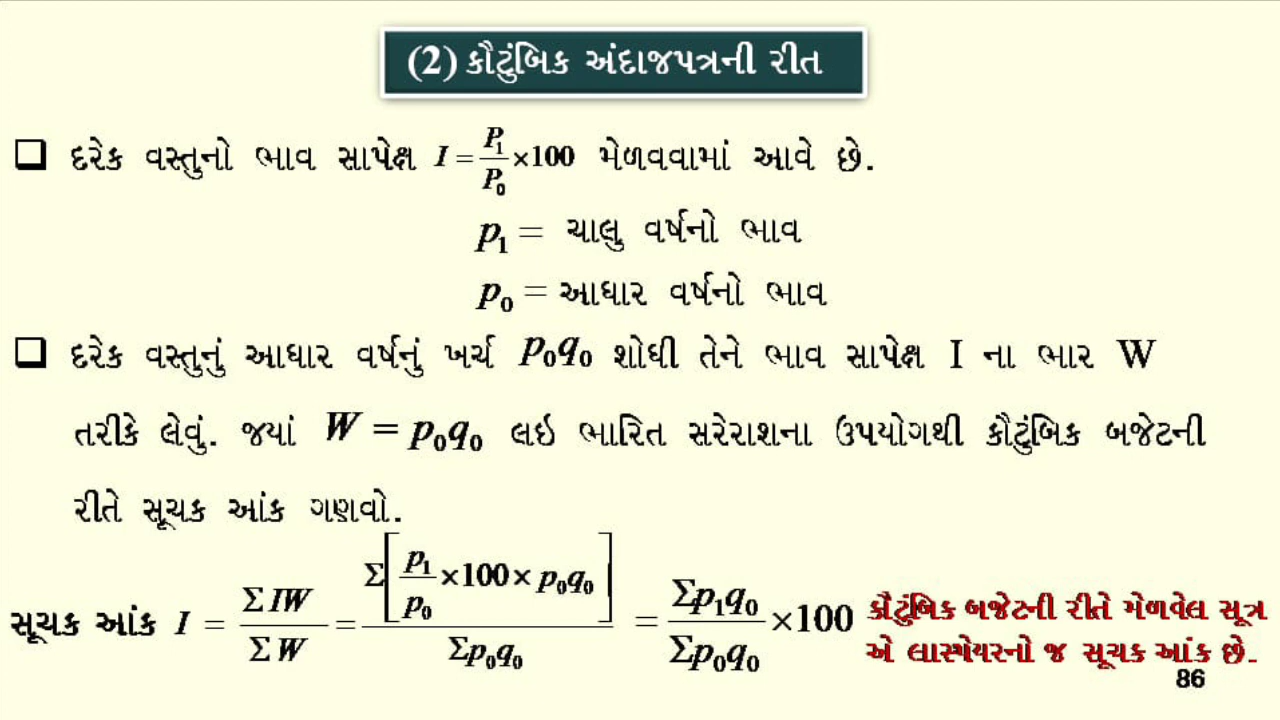 (2) કૌટુંબિક અંદાજપત્રની રીત
❑ દરેક વસ્તુનો ભાવ સાપેક્ષ I = P₁/P₀ ×100 મેળવવામાં આવે છે.
p₁ = ચાલુ વર્ષનો ભાવ
p₀ = આધાર વર્ષનો ભાવ
❑ દરેક વસ્તુનું આધાર વર્ષનું ખર્ચ p₀q₀ શોધી તેને ભાવ સાપેક્ષ I ના ભાર W
તરીકે લેવું. જયાં W = p₀q₀ લઇ ભારિત સરેરાશના ઉપયોગથી કૌટુંબિક બજેટની
રીતે સૂચક આંક ગણવો.
સૂચક આંક I = ΣIW/ΣW = Σ[p₁/p₀ ×100× p₀q₀]/Σp₀q₀ = Σp₁q₀/Σp₀q₀ ×100
કૌટુંબિક બજેટની રીતે મેળવેલ સૂત્ર
એ લાસ્પેયરનો જ સૂચક આંક છે.
86